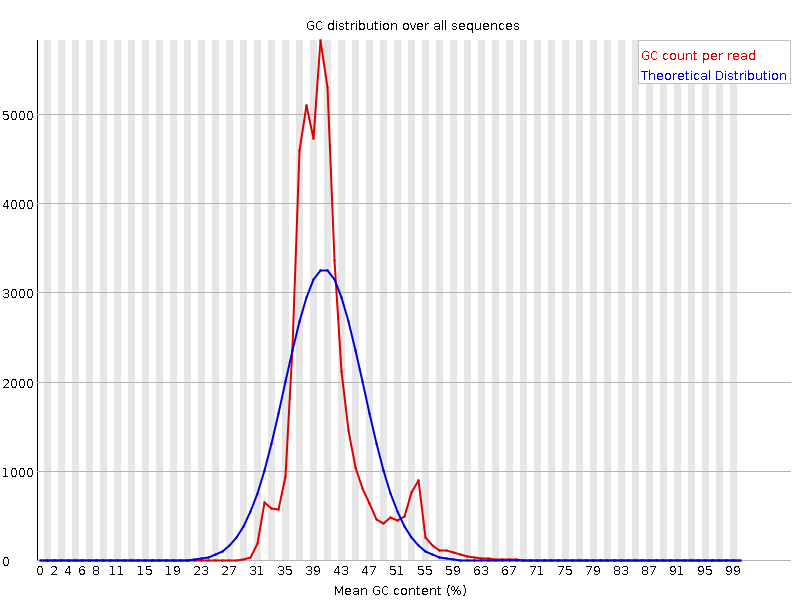 GC distribution over all sequences
GC count per read
Theoretical Distribution
5000
4000
3000
2000
1000
0
0 2 4 6 8 11 15 19 23 27 31 35 39 43 47 51 55 59 63 67 71 75 79 83 87 91 95 99
Mean GC content (%)